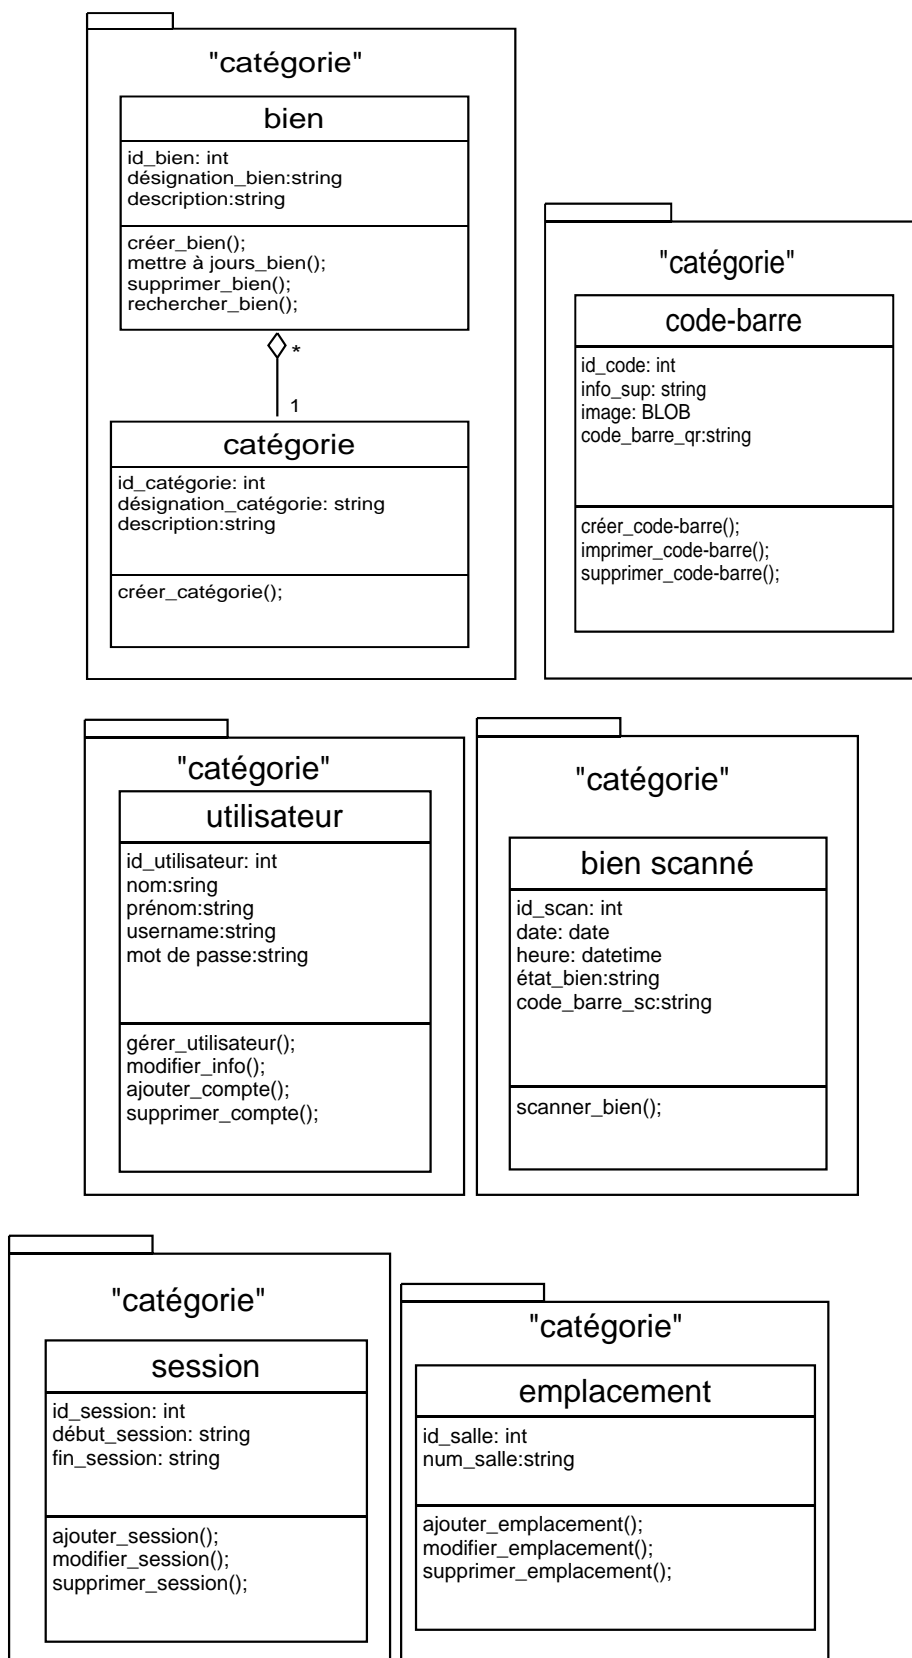 "catégorie"
bien
id_bien: int
désignation_bien:string
description:string
créer_bien();
mettre à jours_bien();
supprimer_bien();
rechercher_bien();
*
1
catégorie
id_catégorie: int
désignation_catégorie: string
description:string
créer_catégorie();
"catégorie"
code-barre
id_code: int
info_sup: string
image: BLOB
code_barre_qr:string
créer_code-barre();
imprimer_code-barre();
supprimer_code-barre();
"catégorie"
utilisateur
id_utilisateur: int
nom:sring
prénom:string
username:string
mot de passe:string
gérer_utilisateur();
modifier_info();
ajouter_compte();
supprimer_compte();
"catégorie"
bien scanné
id_scan: int
date: date
heure: datetime
état_bien:string
code_barre_sc:string
scanner_bien();
"catégorie"
session
id_session: int
début_session: string
fin_session: string
ajouter_session();
modifier_session();
supprimer_session();
"catégorie"
emplacement
id_salle: int
num_salle:string
ajouter_emplacement();
modifier_emplacement();
supprimer_emplacement();